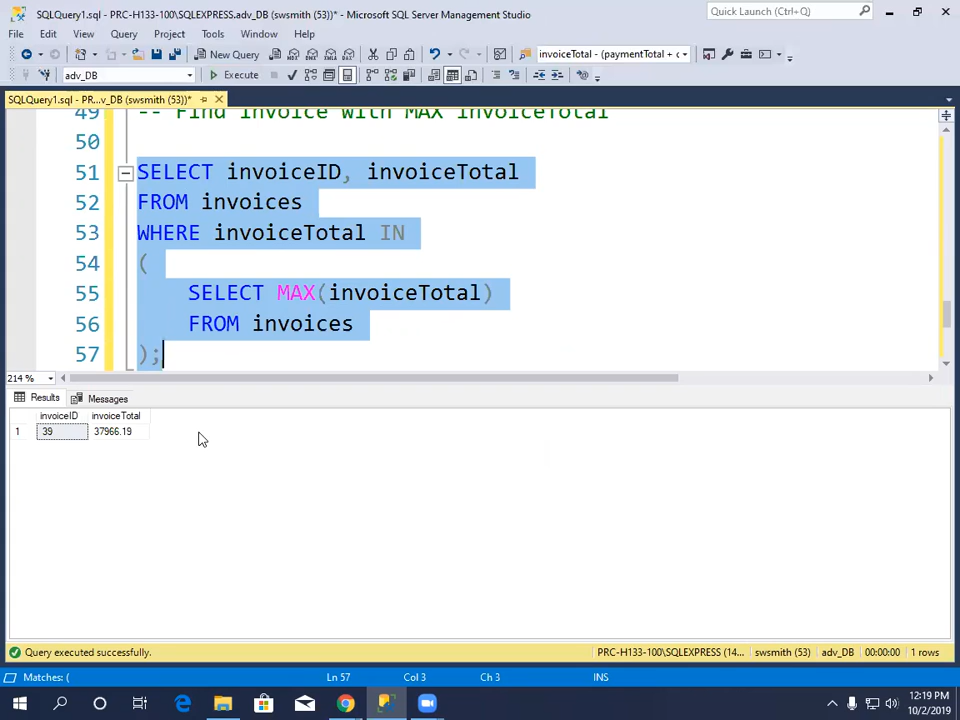 SQLQuery1.sql - PRC-H133-100\SQLEXPRESS.adv_DB (swsmith (53))* - Microsoft SQL Server Management Studio
Quick Launch (Ctrl+Q)
File Edit View Query Project Tools Window Help
New Query
invoiceTotal - (paymentTotal + c
adv_DB
Execute
SQLQuery1.sql - PR...v_DB (swsmith (53))*
49 -- Find invoice with MAX invoiceTotal
50
51 SELECT invoiceID, invoiceTotal
52 FROM invoices
53 WHERE invoiceTotal IN
54 (
55 SELECT MAX(invoiceTotal)
56 FROM invoices
57 );
214 %
Results Messages
invoiceID invoiceTotal
1 39 37966.19
Query executed successfully.
PRC-H133-100\SQLEXPRESS (14... swsmith (53) adv_DB 00:00:00 1 rows
Matches: ( Ln 57 Col 3 Ch 3 INS
12:19 PM
10/2/2019